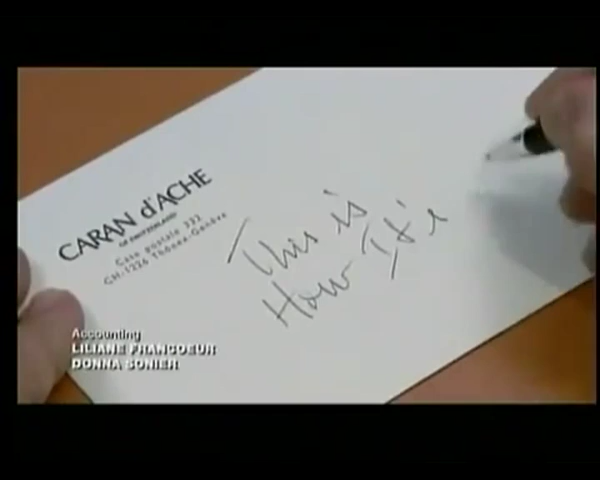 CARAN d'ACHE
OF SWITZERLAND
Case postale 332
CH-1226 Thônex-Genève
This is
How It's
Accounting
LILIANE FRANCOEUR
DONNA SONIER